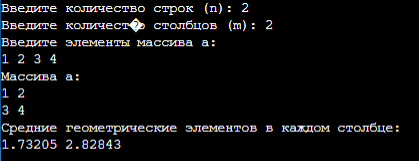 Введите количество строк (n): 2
Введите количест�о столбцов (m): 2
Введите элементы массива a:
1 2 3 4
Массива a:
1 2
3 4
Средние геометрические элементов в каждом столбце:
1.73205 2.82843